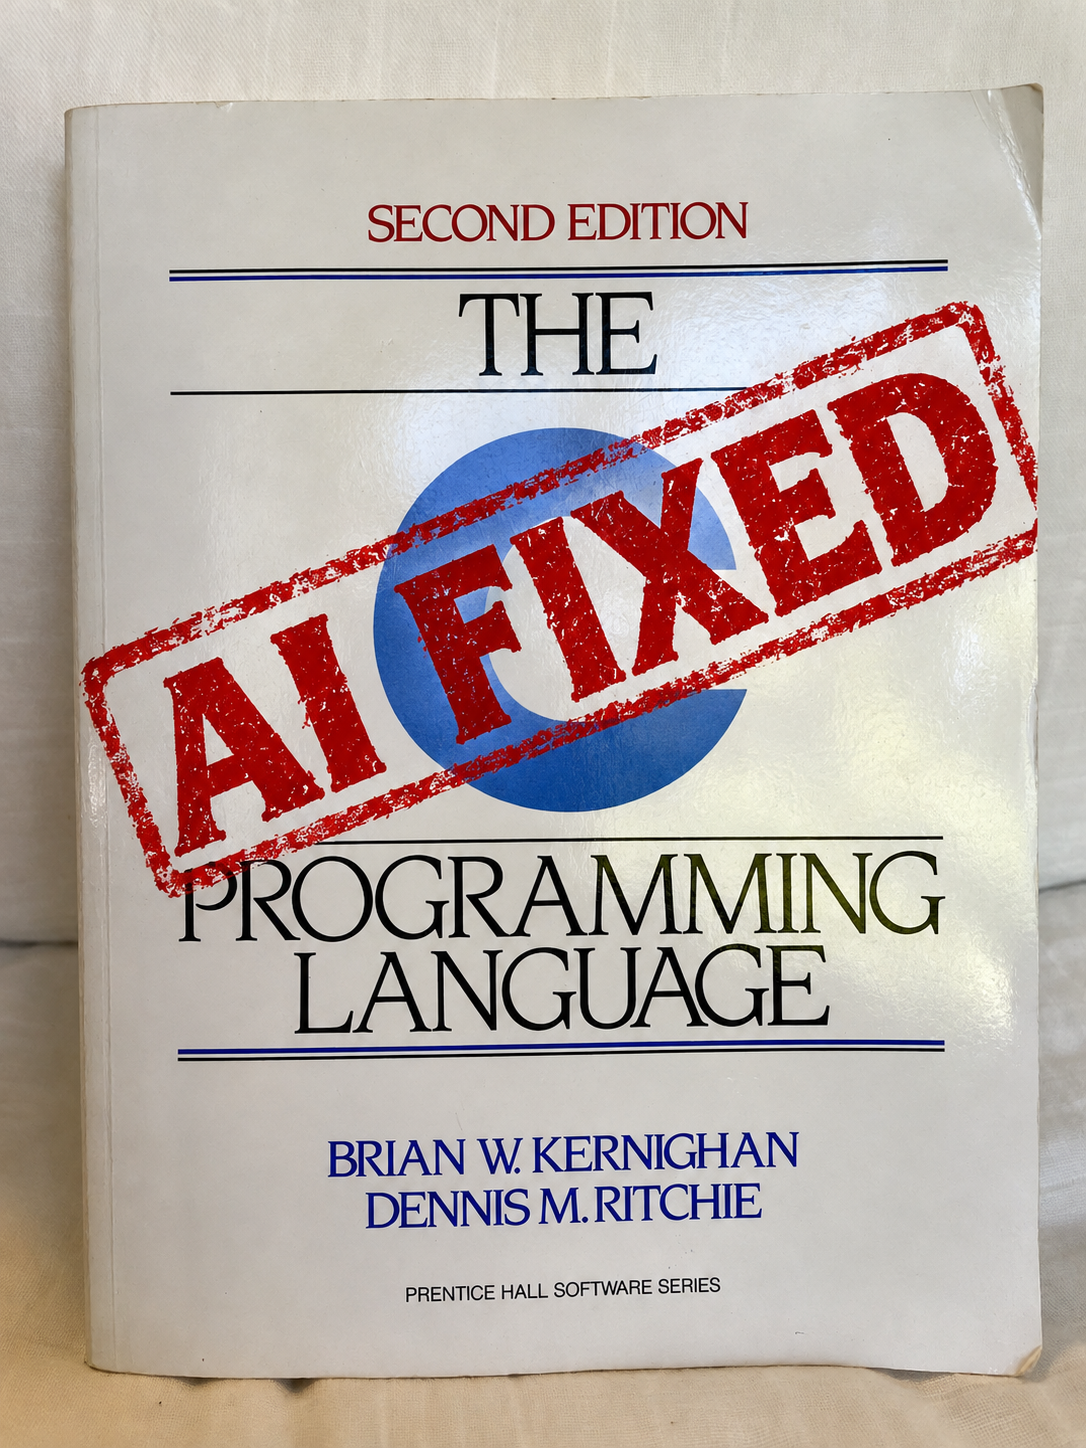 SECOND EDITION
THE
C
AI FIXED
PROGRAMMING
LANGUAGE
BRIAN W. KERNIGHAN
DENNIS M. RITCHIE
PRENTICE HALL SOFTWARE SERIES